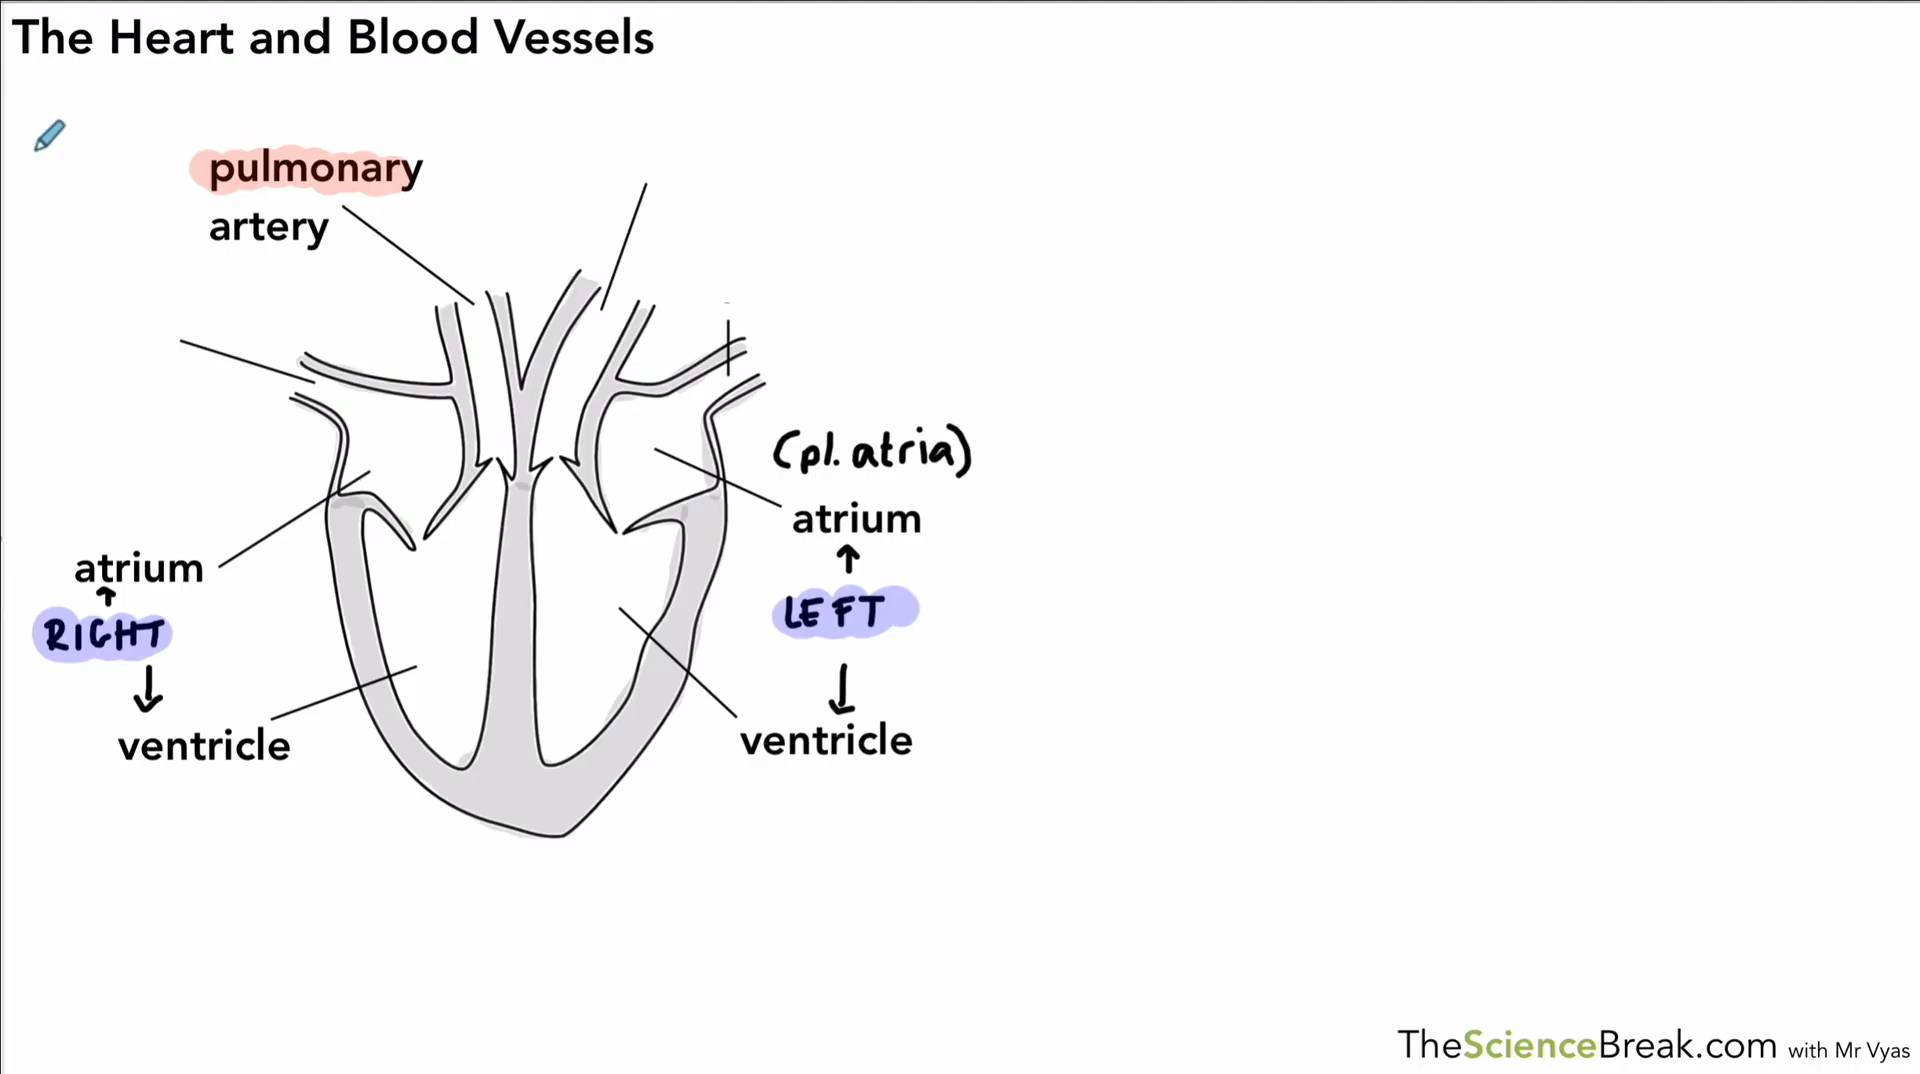 The Heart and Blood Vessels
pulmonary
artery
(pl. atria)
atrium
LEFT
ventricle
atrium
RIGHT
ventricle
TheScienceBreak.com with Mr Vyas